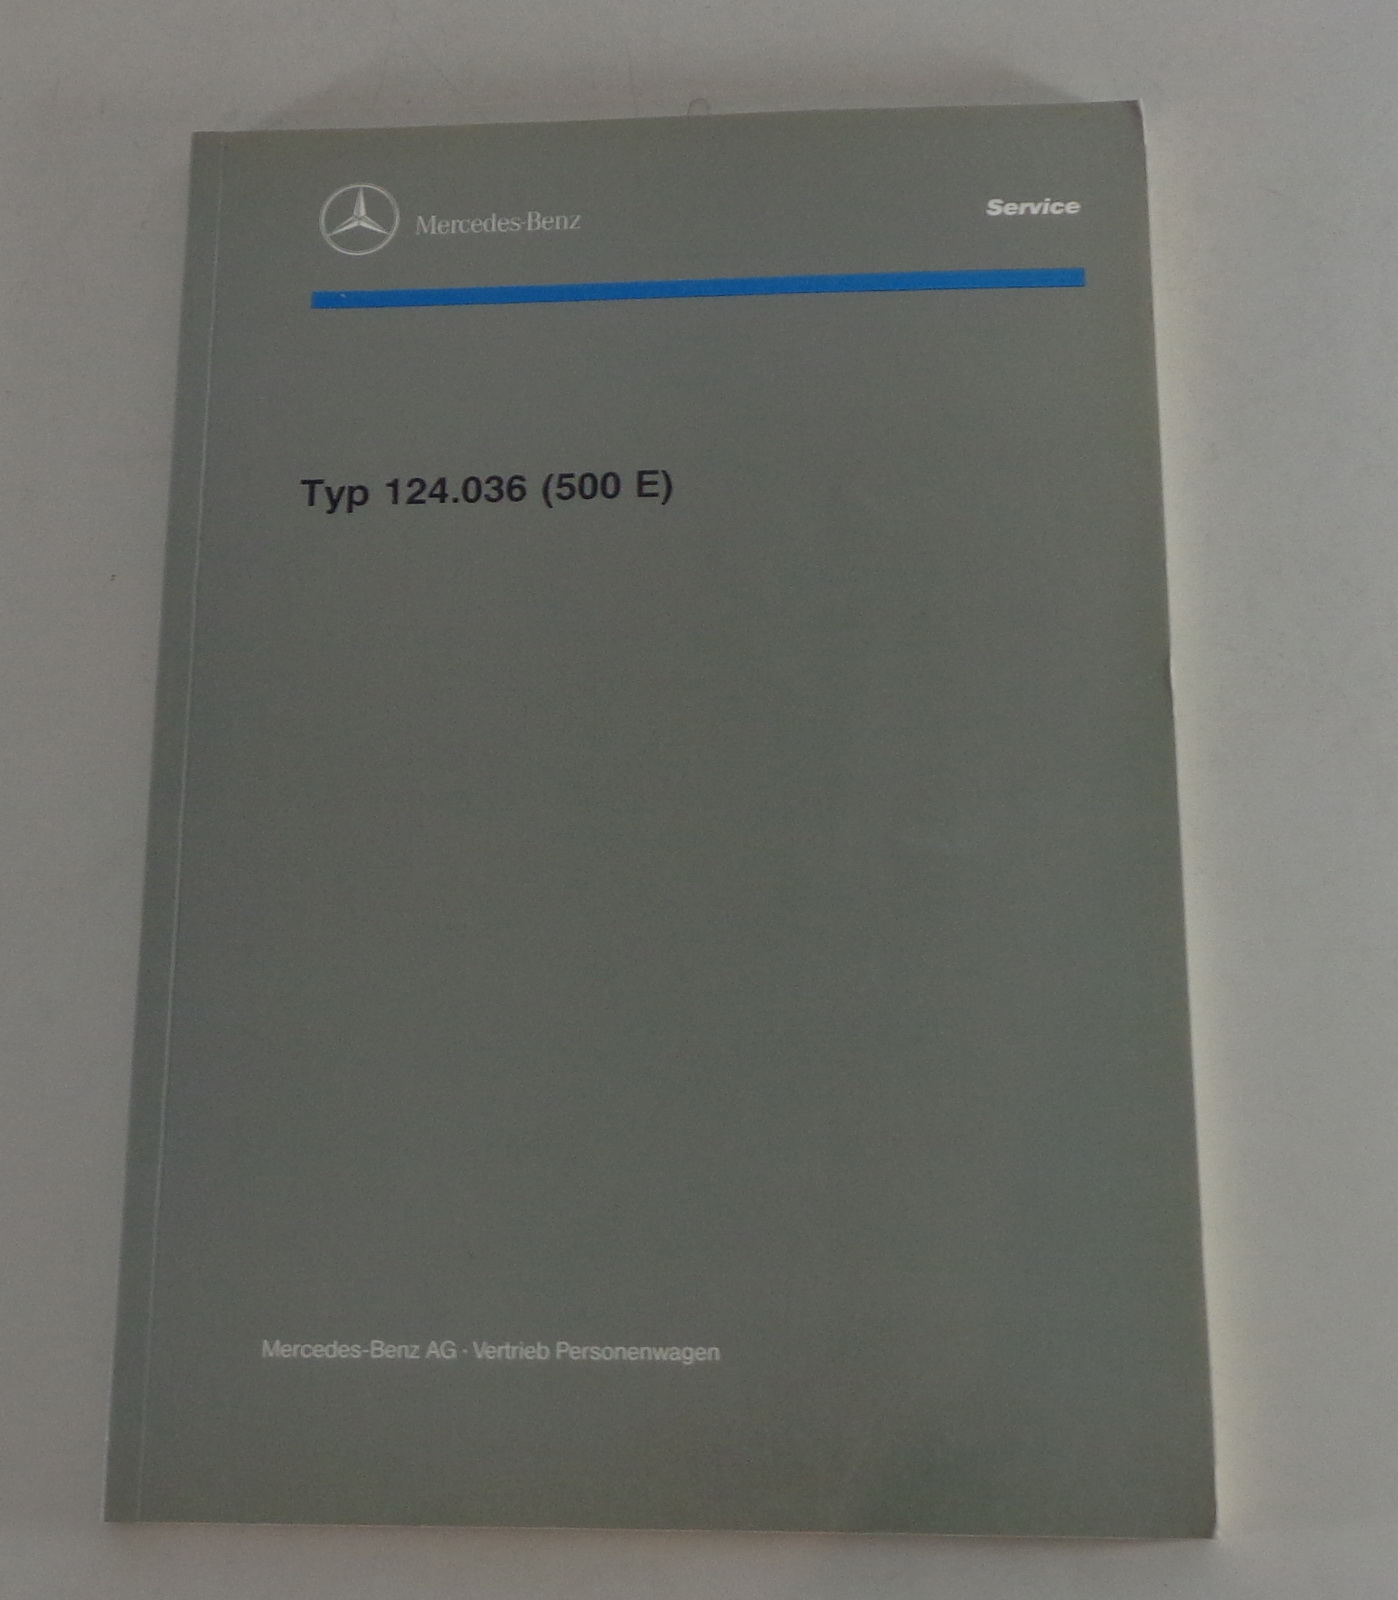 Mercedes-Benz
Service
Typ 124.036 (500 E)
Mercedes-Benz AG · Vertrieb Personenwagen